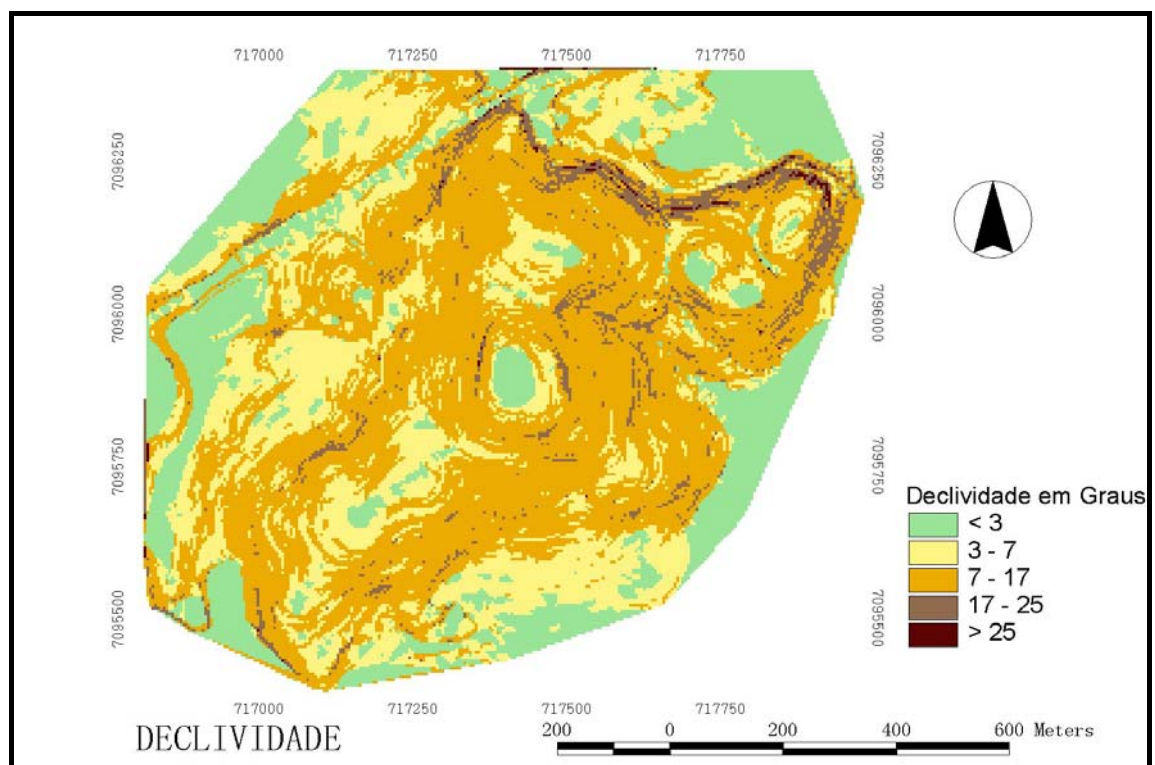 717000 717250 717500 717750
7096250 7096250
7096000 7096000
7095750 7095750
7095500 7095500
Declividade em Graus
< 3
3 - 7
7 - 17
17 - 25
> 25
717000 717250 717500 717750
DECLIVIDADE
200 0 200 400 600 Meters